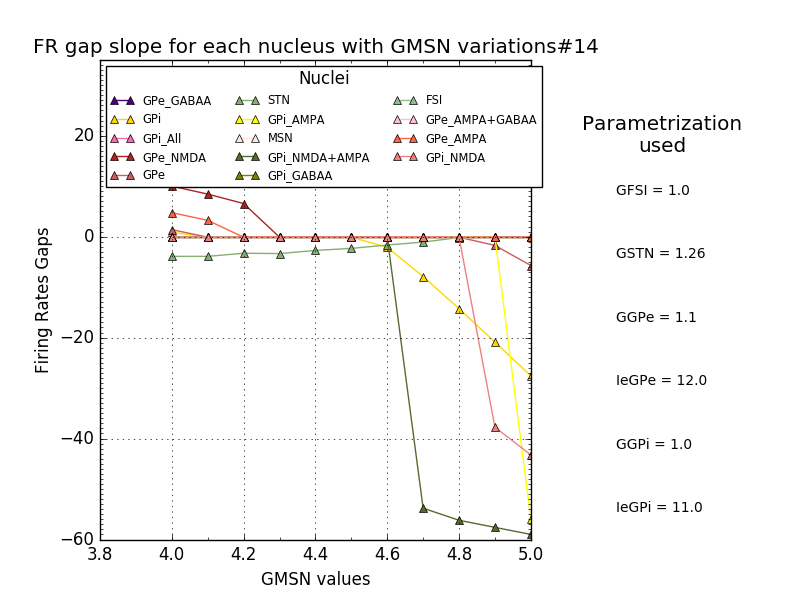 FR gap slope for each nucleus with GMSN variations#14
Nuclei
GPe_GABAA STN FSI
GPi GPi_AMPA GPe_AMPA+GABAA
GPi_All MSN GPe_AMPA
GPe_NMDA GPi_NMDA+AMPA GPi_NMDA
GPe GPi_GABAA
20
0
−20
−40
−60
Firing Rates Gaps
3.8 4.0 4.2 4.4 4.6 4.8 5.0
GMSN values
Parametrization
used
GFSI = 1.0
GSTN = 1.26
GGPe = 1.1
IeGPe = 12.0
GGPi = 1.0
IeGPi = 11.0